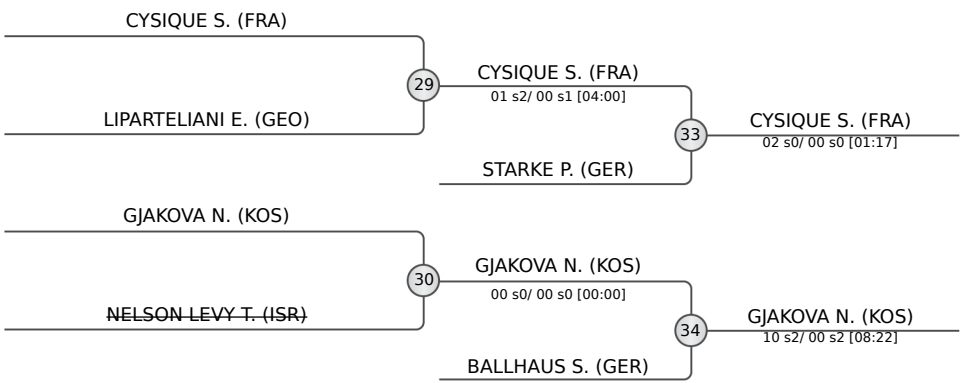 CYSIQUE S. (FRA)
29
CYSIQUE S. (FRA)
01 s2/ 00 s1 [04:00]
LIPARTELIANI E. (GEO)
33
CYSIQUE S. (FRA)
02 s0/ 00 s0 [01:17]
STARKE P. (GER)
GJAKOVA N. (KOS)
30
GJAKOVA N. (KOS)
00 s0/ 00 s0 [00:00]
NELSON LEVY T. (ISR)
34
GJAKOVA N. (KOS)
10 s2/ 00 s2 [08:22]
BALLHAUS S. (GER)